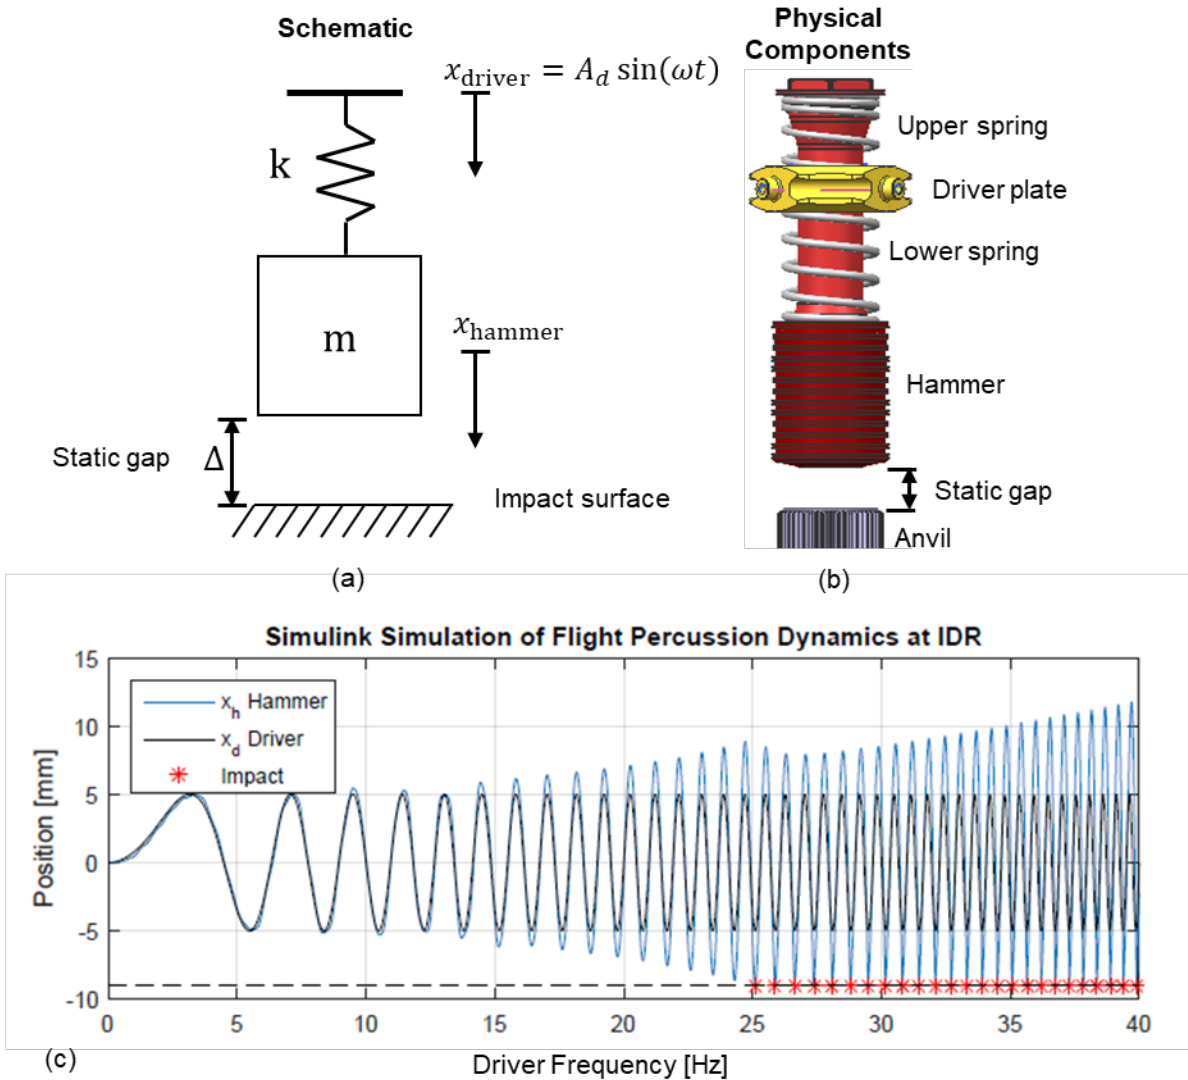 Schematic
x_driver = A_d sin(ωt)
k
m
x_hammer
Static gap
Δ
Impact surface
(a)
Physical
Components
Upper spring
Driver plate
Lower spring
Hammer
Static gap
Anvil
(b)
Simulink Simulation of Flight Percussion Dynamics at IDR
Position [mm]
15
10
5
0
-5
-10
x_h Hammer
x_d Driver
Impact
0 5 10 15 20 25 30 35 40
Driver Frequency [Hz]
(c)